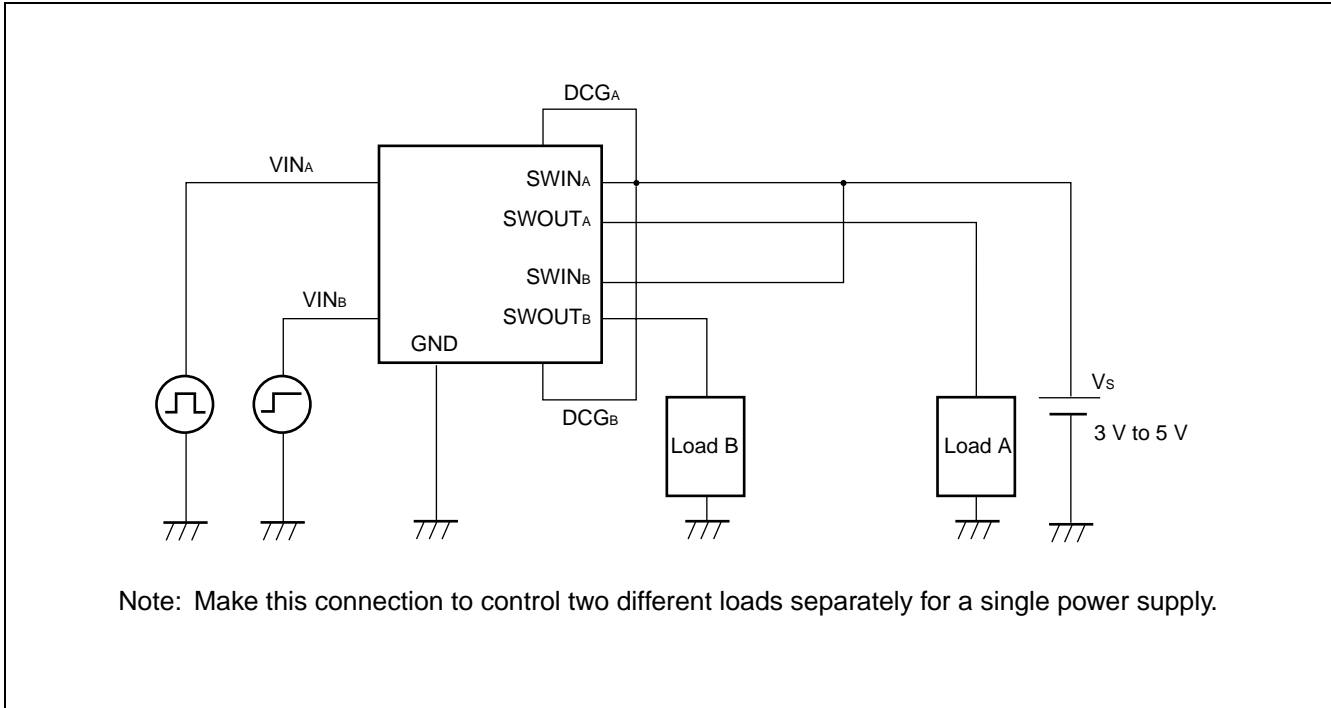 DCGA
VINA
SWINA
SWOUTA
SWINB
VINB
SWOUTB
GND
VS
DCGB
3 V to 5 V
Load B
Load A
Note: Make this connection to control two different loads separately for a single power supply.